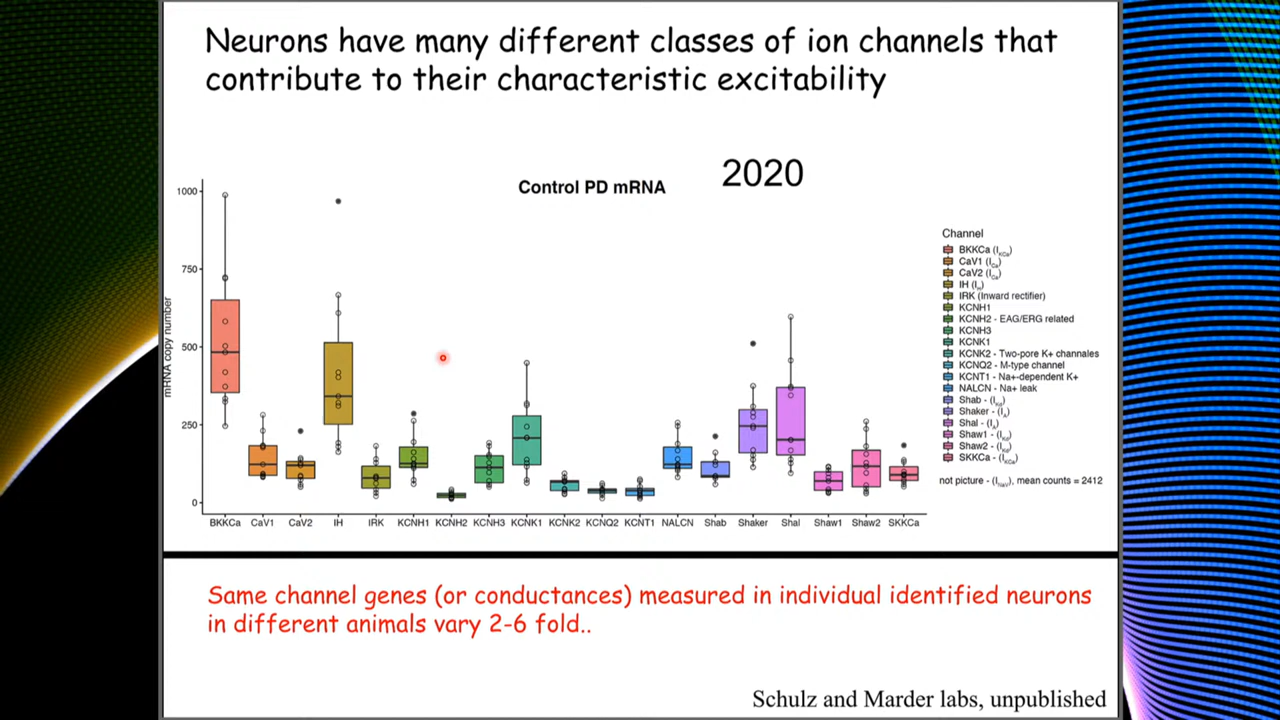 Neurons have many different classes of ion channels that
contribute to their characteristic excitability
2020
Control PD mRNA
mRNA copy number
1000
750
500
250
0
BKKCa CaV1 CaV2 IH IRK KCNH1 KCNH2 KCNH3 KCNK1 KCNK2 KCNQ2 KCNT1 NALCN Shab Shaker Shal Shaw1 Shaw2 SKKCa
Channel
BKKCa (IKCa)
CaV1 (ICa)
CaV2 (ICa)
IH (IH)
IRK (Inward rectifier)
KCNH1
KCNH2 - EAG/ERG related
KCNH3
KCNK1
KCNK2 - Two-pore K+ channales
KCNQ2 - M-type channel
KCNT1 - Na+-dependent K+
NALCN - Na+ leak
Shab - (IKd)
Shaker - (IA)
Shal - (IA)
Shaw1 - (IKd)
Shaw2 - (IKd)
SKKCa - (IKCa)
not picture - (INaV), mean counts = 2412
Same channel genes (or conductances) measured in individual identified neurons
in different animals vary 2-6 fold..
Schulz and Marder labs, unpublished